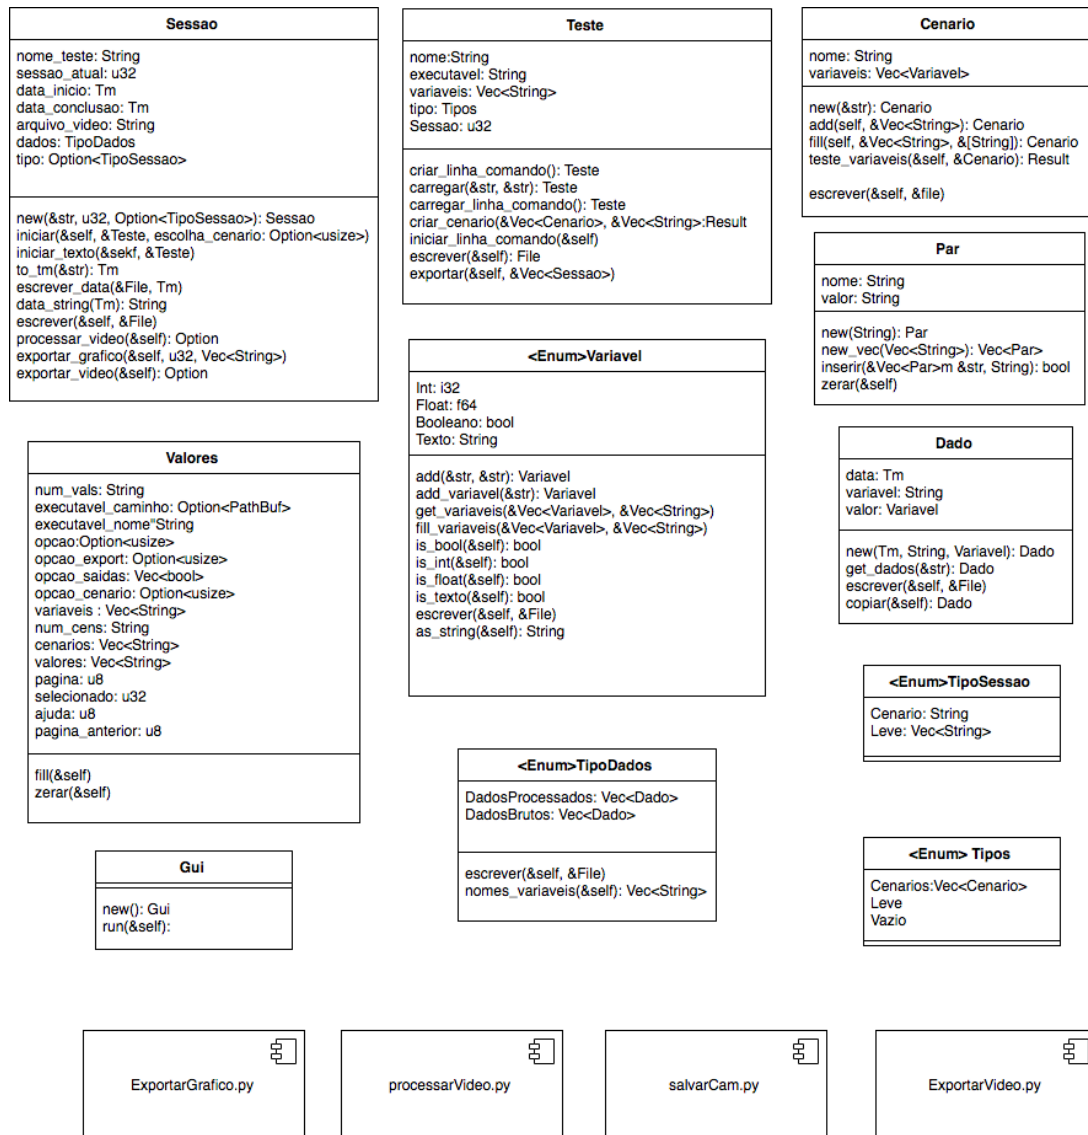 Sessao
nome_teste: String
sessao_atual: u32
data_inicio: Tm
data_conclusao: Tm
arquivo_video: String
dados: TipoDados
tipo: Option<TipoSessao>
new(&str, u32, Option<TipoSessao>): Sessao
iniciar(&self, &Teste, escolha_cenario: Option<usize>)
iniciar_texto(&sekf, &Teste)
to_tm(&str): Tm
escrever_data(&File, Tm)
data_string(Tm): String
escrever(&self, &File)
processar_video(&self): Option
exportar_grafico(&self, u32, Vec<String>)
exportar_video(&self): Option
Teste
nome:String
executavel: String
variaveis: Vec<String>
tipo: Tipos
Sessao: u32
criar_linha_comando(): Teste
carregar(&str, &str): Teste
carregar_linha_comando(): Teste
criar_cenario(&Vec<Cenario>, &Vec<String>:Result
iniciar_linha_comando(&self)
escrever(&self): File
exportar(&self, &Vec<Sessao>)
Cenario
nome: String
variaveis: Vec<Variavel>
new(&str): Cenario
add(self, &Vec<String>): Cenario
fill(self, &Vec<String>, &[String]): Cenario
teste_variaveis(&self, &Cenario): Result
escrever(&self, &file)
Par
nome: String
valor: String
new(String): Par
new_vec(Vec<String>): Vec<Par>
inserir(&Vec<Par>m &str, String): bool
zerar(&self)
<Enum>Variavel
Int: i32
Float: f64
Booleano: bool
Texto: String
add(&str, &str): Variavel
add_variavel(&str): Variavel
get_variaveis(&Vec<Variavel>, &Vec<String>)
fill_variaveis(&Vec<Variavel>, &Vec<String>)
is_bool(&self): bool
is_int(&self): bool
is_float(&self): bool
is_texto(&self): bool
escrever(&self, &File)
as_string(&self): String
Valores
num_vals: String
executavel_caminho: Option<PathBuf>
executavel_nome"String
opcao:Option<usize>
opcao_export: Option<usize>
opcao_saidas: Vec<bool>
opcao_cenario: Option<usize>
variaveis : Vec<String>
num_cens: String
cenarios: Vec<String>
valores: Vec<String>
pagina: u8
selecionado: u32
ajuda: u8
pagina_anterior: u8
fill(&self)
zerar(&self)
Dado
data: Tm
variavel: String
valor: Variavel
new(Tm, String, Variavel): Dado
get_dados(&str): Dado
escrever(&self, &File)
copiar(&self): Dado
<Enum>TipoSessao
Cenario: String
Leve: Vec<String>
<Enum>TipoDados
DadosProcessados: Vec<Dado>
DadosBrutos: Vec<Dado>
escrever(&self, &File)
nomes_variaveis(&self): Vec<String>
<Enum> Tipos
Cenarios:Vec<Cenario>
Leve
Vazio
Gui
new(): Gui
run(&self):
ExportarGrafico.py
processarVideo.py
salvarCam.py
ExportarVideo.py